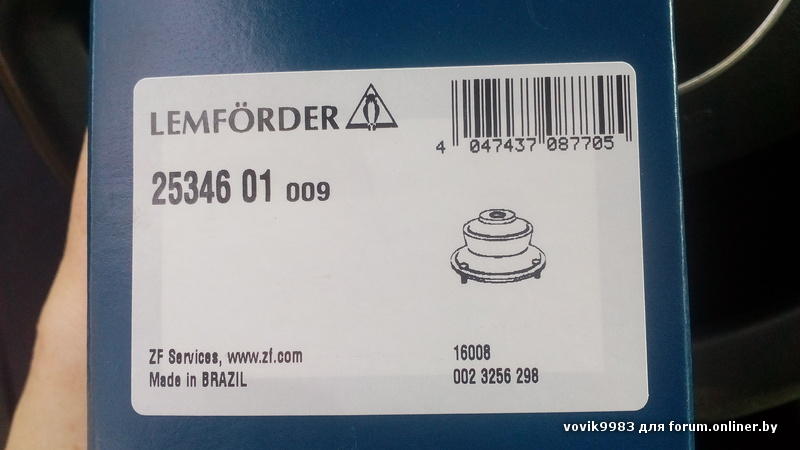 LEMFÖRDER
4 047437 087705
25346 01 009
ZF Services, www.zf.com
Made in BRAZIL
16008
002 3256 298
vovik9983 для forum.onliner.by